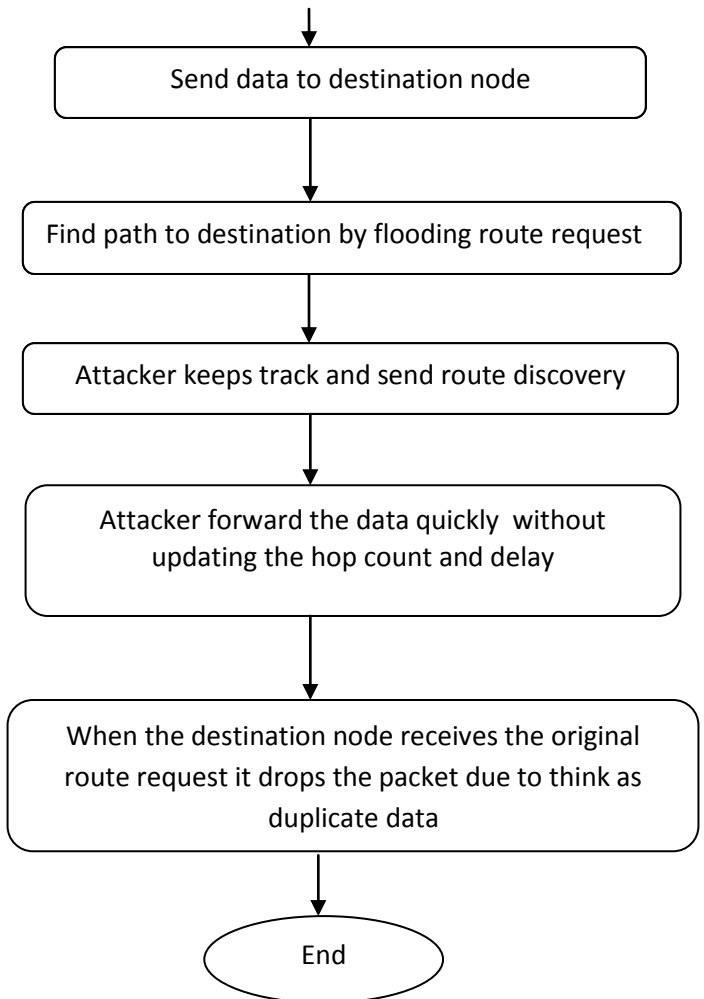 Send data to destination node
Find path to destination by flooding route request
Attacker keeps track and send route discovery
Attacker forward the data quickly  without
updating the hop count and delay
When the destination node receives the original
route request it drops the packet due to think as
duplicate data
End